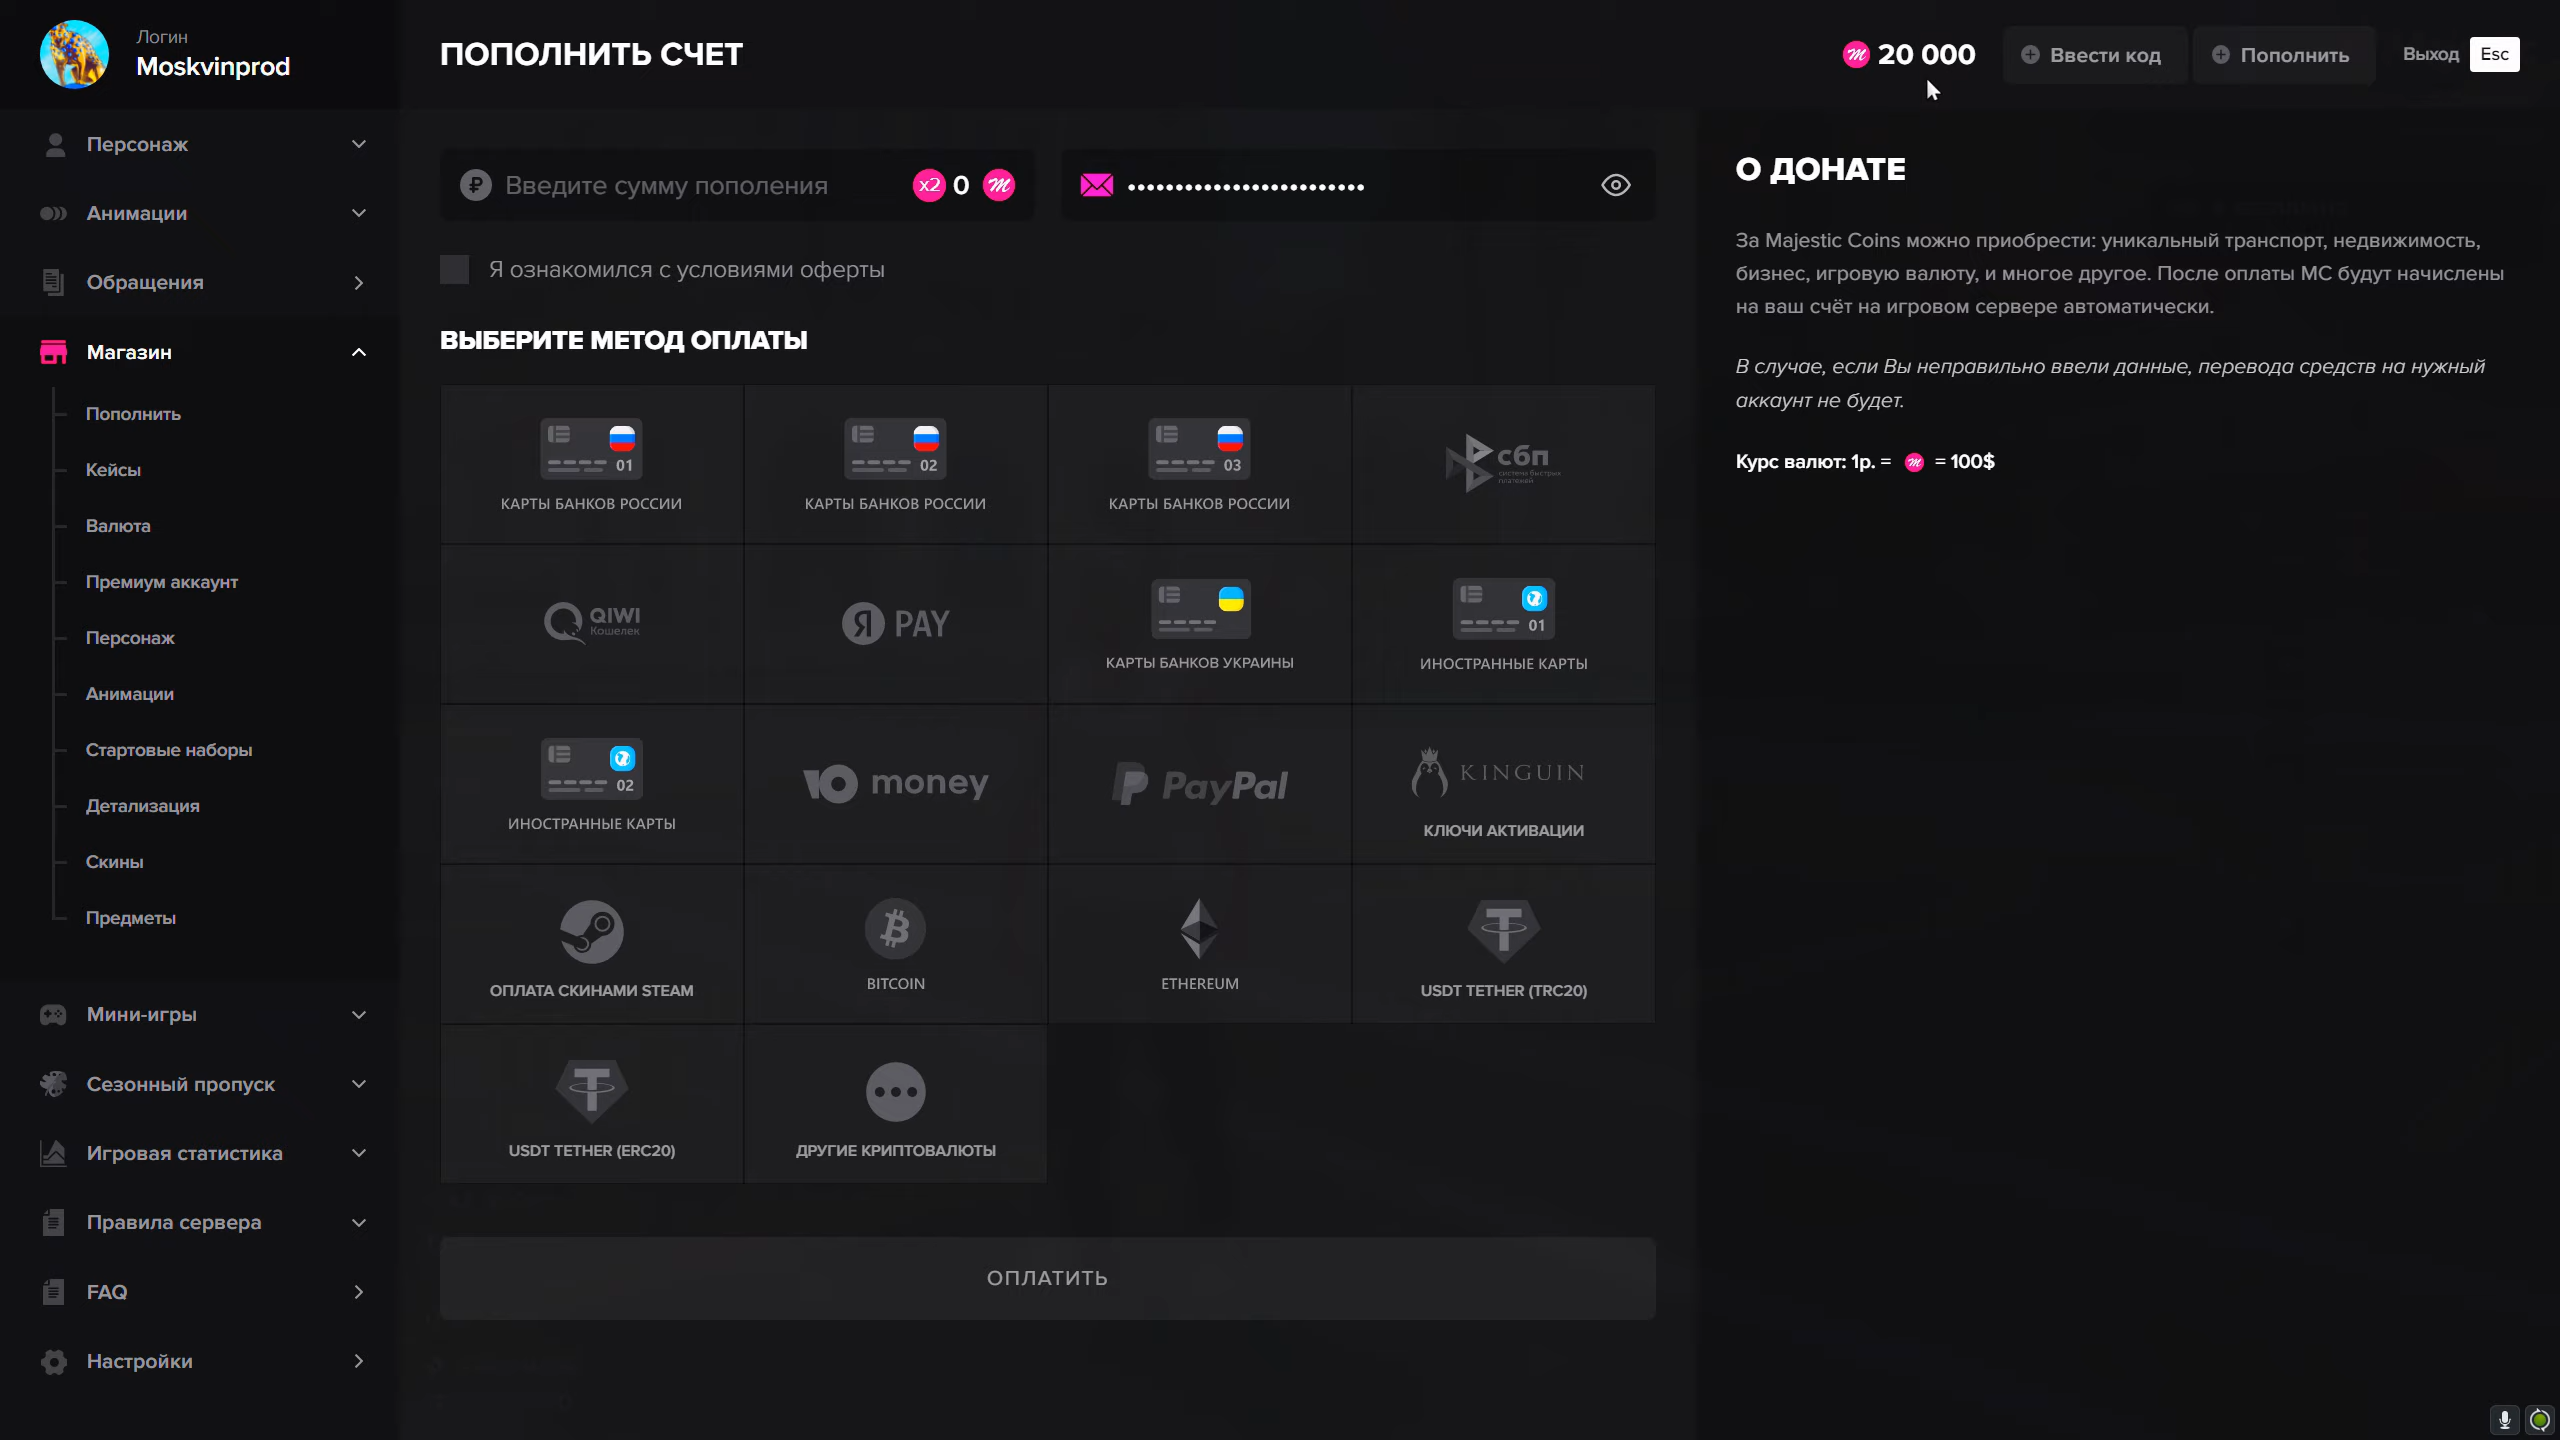 Логин
Moskvinprod
ПОПОЛНИТЬ СЧЕТ
20 000
Ввести код
Пополнить
Выход
Esc
Персонаж
Анимации
Обращения
Магазин
Пополнить
Кейсы
Валюта
Премиум аккаунт
Персонаж
Анимации
Стартовые наборы
Детализация
Скины
Предметы
Мини-игры
Сезонный пропуск
Игровая статистика
Правила сервера
FAQ
Настройки
Введите сумму пополения
x2 0
Я ознакомился с условиями оферты
ВЫБЕРИТЕ МЕТОД ОПЛАТЫ
01
КАРТЫ БАНКОВ РОССИИ
02
КАРТЫ БАНКОВ РОССИИ
03
КАРТЫ БАНКОВ РОССИИ
сбп
система быстрых
платежей
QIWI
Кошелек
Я PAY
КАРТЫ БАНКОВ УКРАИНЫ
01
ИНОСТРАННЫЕ КАРТЫ
02
ИНОСТРАННЫЕ КАРТЫ
Ю money
PayPal
KINGUIN
КЛЮЧИ АКТИВАЦИИ
ОПЛАТА СКИНАМИ STEAM
BITCOIN
ETHEREUM
USDT TETHER (TRC20)
USDT TETHER (ERC20)
ДРУГИЕ КРИПТОВАЛЮТЫ
ОПЛАТИТЬ
О ДОНАТЕ
За Majestic Coins можно приобрести: уникальный транспорт, недвижимость,
бизнес, игровую валюту, и многое другое. После оплаты MC будут начислены
на ваш счёт на игровом сервере автоматически.
В случае, если Вы неправильно ввели данные, перевода средств на нужный
аккаунт не будет.
Курс валют: 1р. = = 100$